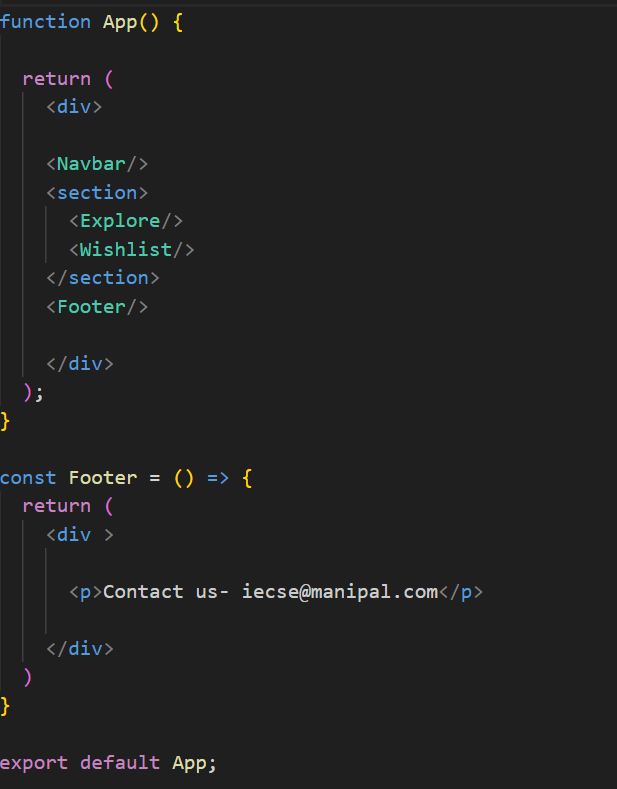 function App() {
return (
<div>
<Navbar/>
<section>
<Explore/>
<Wishlist/>
</section>
<Footer/>
</div>
);
}
const Footer = () => {
return (
<div >
<p>Contact us- iecse@manipal.com</p>
</div>
)
}
export default App;